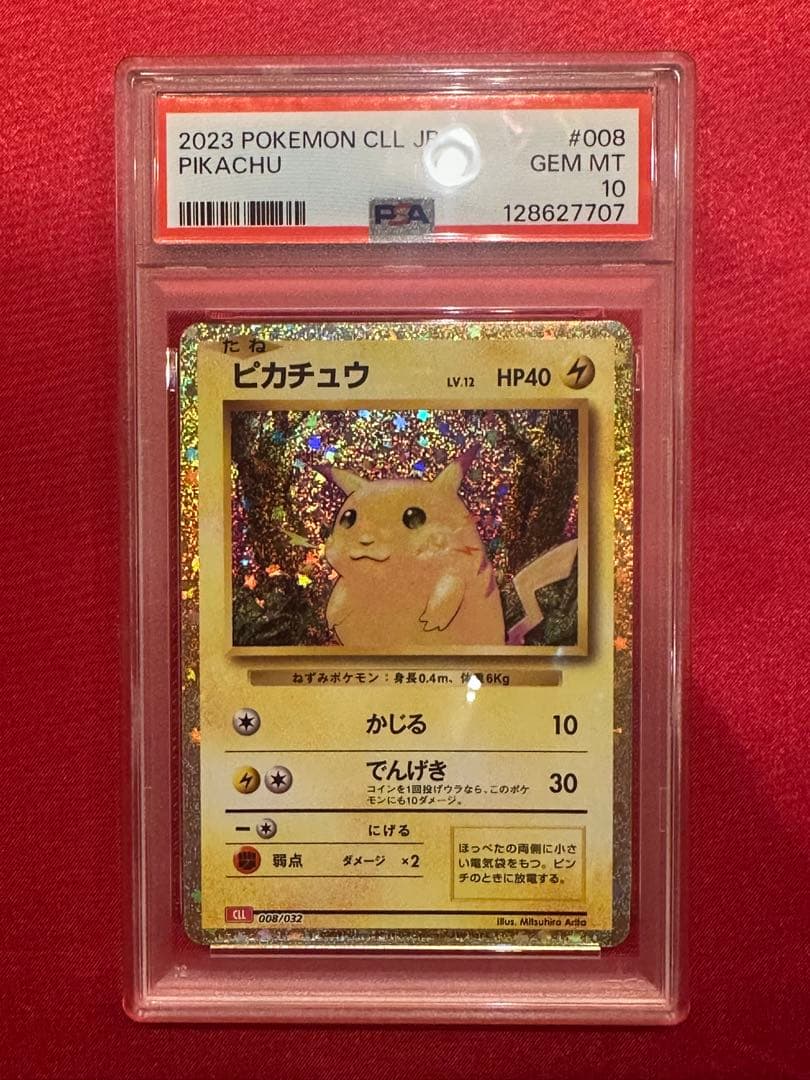 2023 POKEMON CLL JP #008
PIKACHU GEM MT
10
PSA 128627707
たね
ピカチュウ LV.12 HP40
ねずみポケモン：身長0.4m、体重6Kg
かじる 10
でんげき 30
コインを1回投げウラなら、このポケ
モンにも10ダメージ。
にげる
弱点 ダメージ ×2
ほっぺたの両側に小さ
い電気袋をもつ。ピン
チのときに放電する。
CLL 008/032
illus. Mitsuhiro Arita